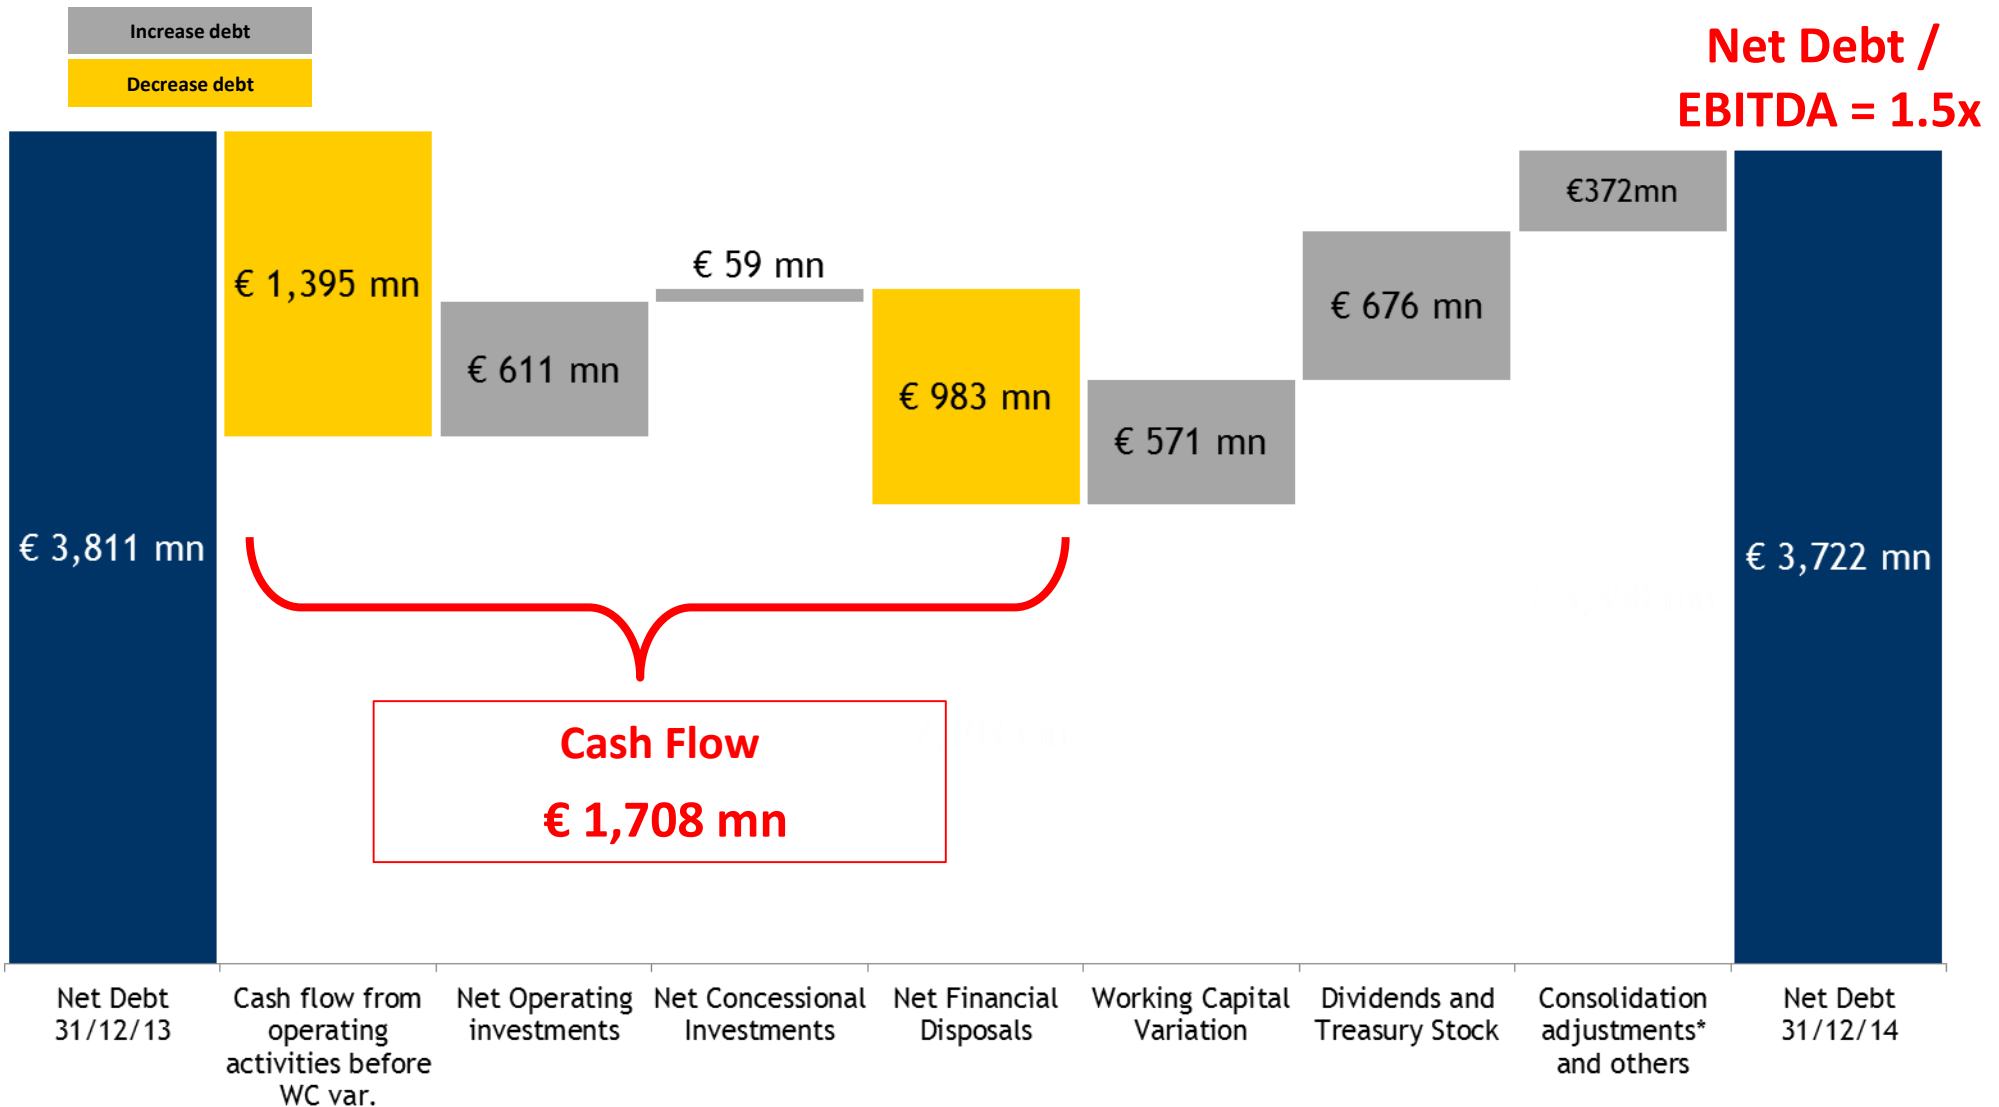 Increase debt
Decrease debt
Net Debt /
EBITDA = 1.5x
€ 3,811 mn
€ 1,395 mn
€ 611 mn
€ 59 mn
€ 983 mn
€ 571 mn
€ 676 mn
€372mn
€ 3,722 mn
Cash Flow
€ 1,708 mn
Net Debt
31/12/13
Cash flow from
operating
activities before
WC var.
Net Operating
investments
Net Concessional
Investments
Net Financial
Disposals
Working Capital
Variation
Dividends and
Treasury Stock
Consolidation
adjustments*
and others
Net Debt
31/12/14